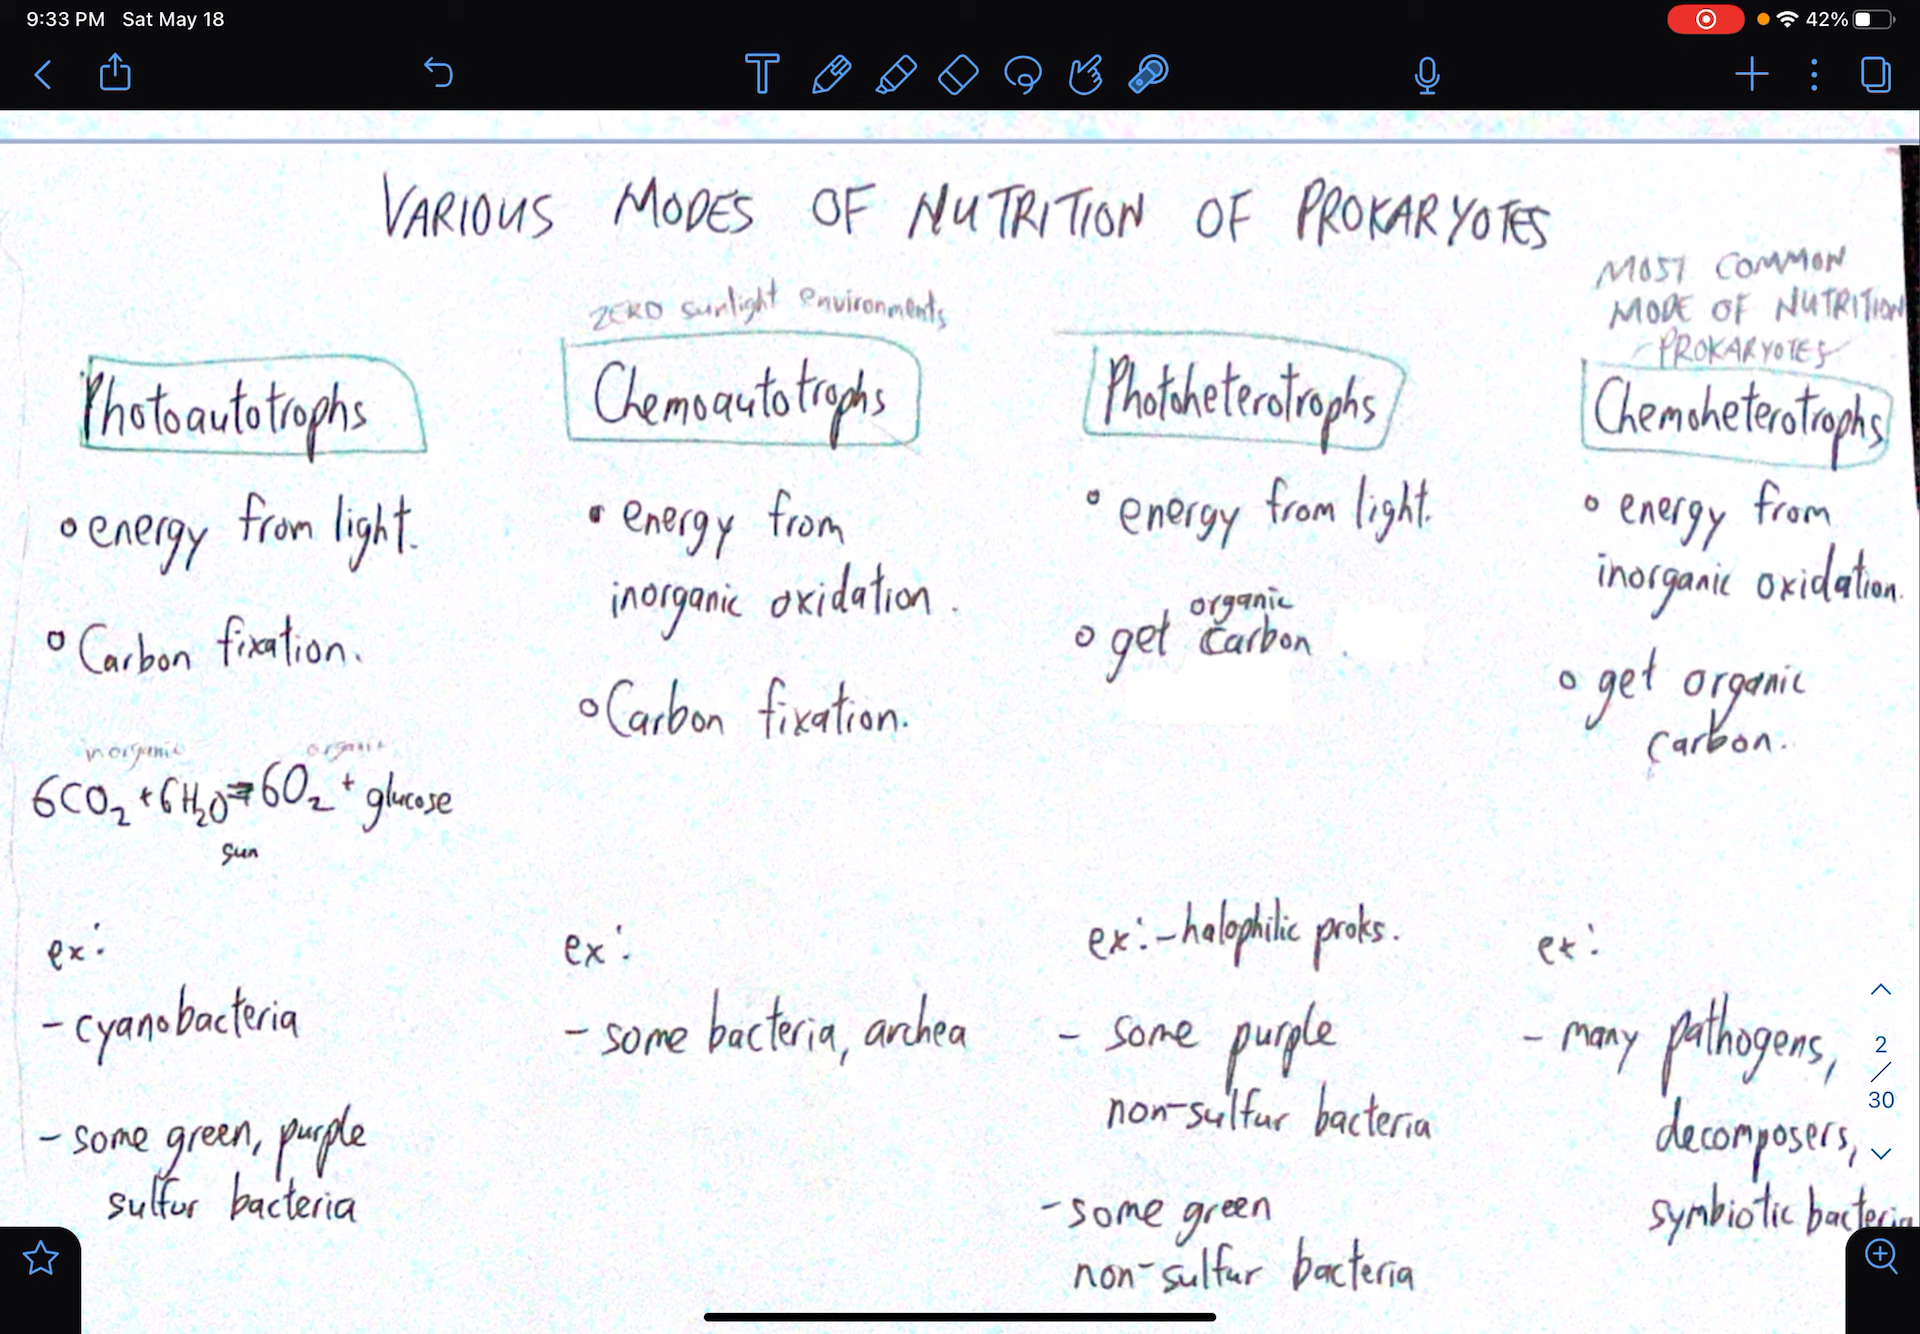 9:33 PM Sat May 18
42%
VARIOUS MODES OF NUTRITION OF PROKARYOTES
Photoautotrophs
• energy from light.
• Carbon fixation.
inorganic organic
6CO₂ + 6H₂O ⇒ 6O₂ + glucose
sun
ex:
- cyanobacteria
- some green, purple
sulfur bacteria
ZERO sunlight environments
Chemoautotrophs
• energy from
inorganic oxidation.
• Carbon fixation.
ex:
- some bacteria, archea
Photoheterotrophs
• energy from light.
organic
• get carbon.
ex: - halophilic proks.
- some purple
non-sulfur bacteria
- some green
non-sulfur bacteria
MOST COMMON
MODE OF NUTRITION
- PROKARYOTES -
Chemoheterotrophs
• energy from
inorganic oxidation.
• get organic
carbon.
ex:
- many pathogens,
decomposers,
symbiotic bacteria
2
/
30